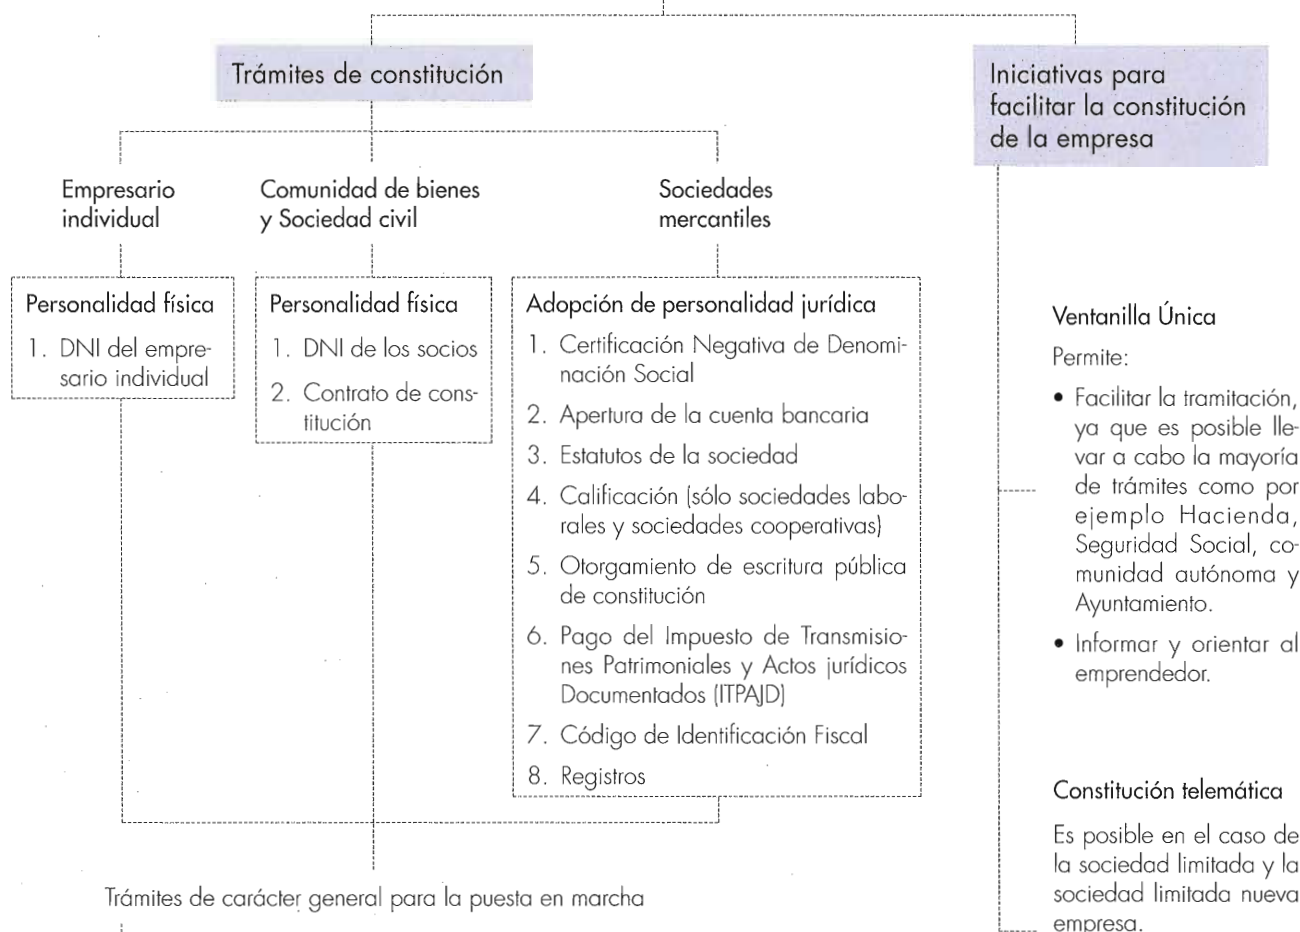 Trámites de constitución
Iniciativas para
facilitar la constitución
de la empresa
Empresario
individual
Comunidad de bienes
y Sociedad civil
Sociedades
mercantiles
Personalidad física
1. DNI del empre-
sario individual
Personalidad física
1. DNI de los socios
2. Contrato de cons-
titución
Adopción de personalidad jurídica
1. Certificación Negativa de Denomi-
nación Social
2. Apertura de la cuenta bancaria
3. Estatutos de la sociedad
4. Calificación (sólo sociedades labo-
rales y sociedades cooperativas)
5. Otorgamiento de escritura pública
de constitución
6. Pago del Impuesto de Transmisio-
nes Patrimoniales y Actos jurídicos
Documentados (ITPAJD)
7. Código de Identificación Fiscal
8. Registros
Trámites de carácter general para la puesta en marcha
Ventanilla Única
Permite:
• Facilitar la tramitación,
ya que es posible lle-
var a cabo la mayoría
de trámites como por
ejemplo Hacienda,
Seguridad Social, co-
munidad autónoma y
Ayuntamiento.
• Informar y orientar al
emprendedor.
Constitución telemática
Es posible en el caso de
la sociedad limitada y la
sociedad limitada nueva
empresa.